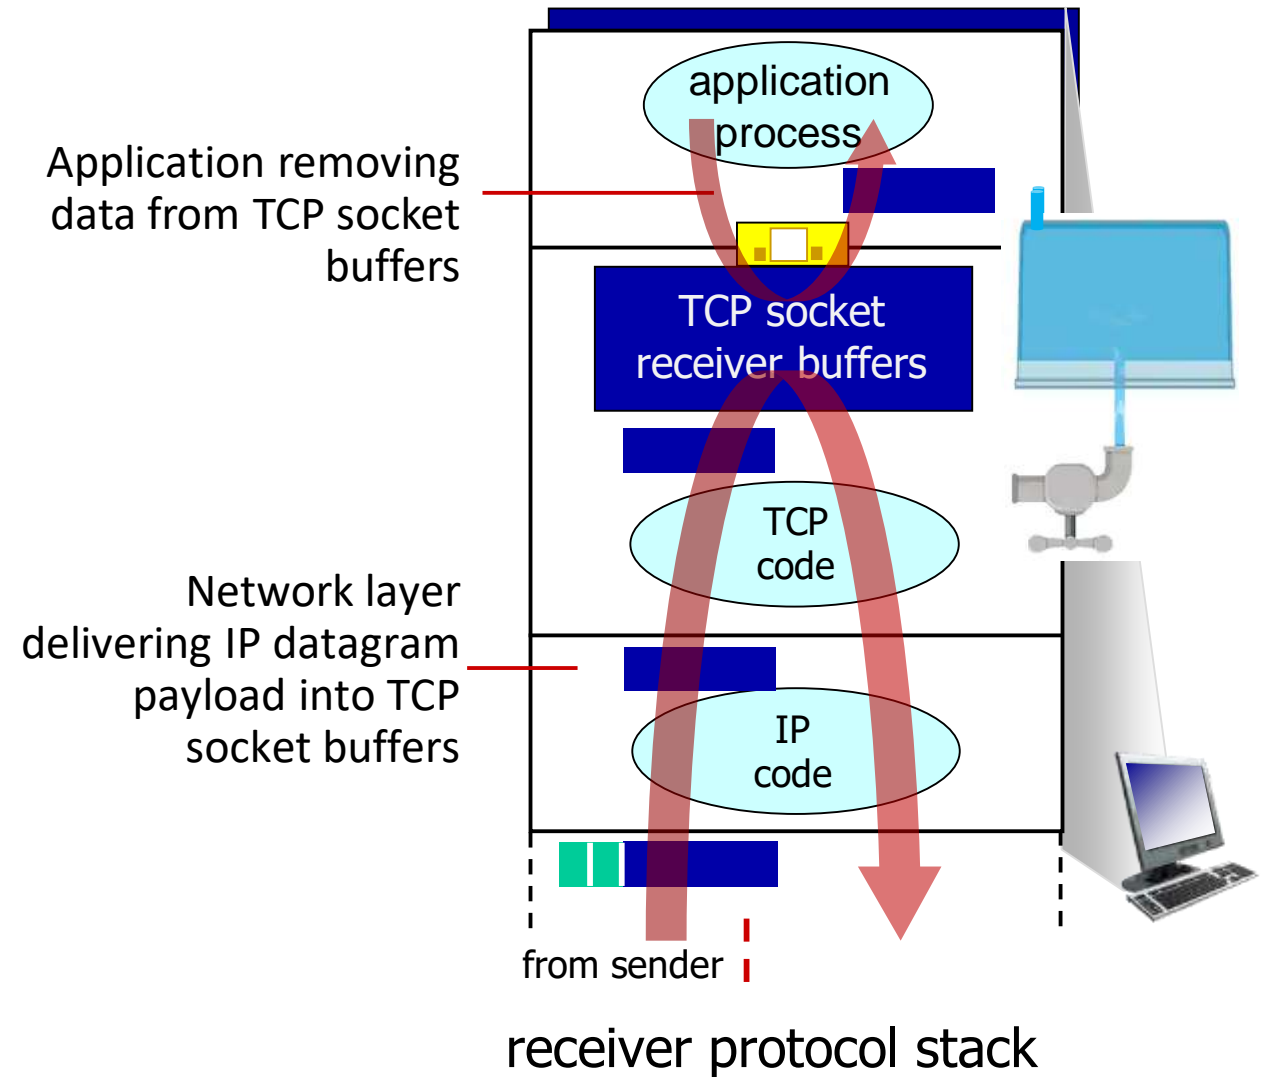 application
process
Application removing
data from TCP socket
buffers
TCP socket
receiver buffers
TCP
code
Network layer
delivering IP datagram
payload into TCP
socket buffers
IP
code
from sender
receiver protocol stack